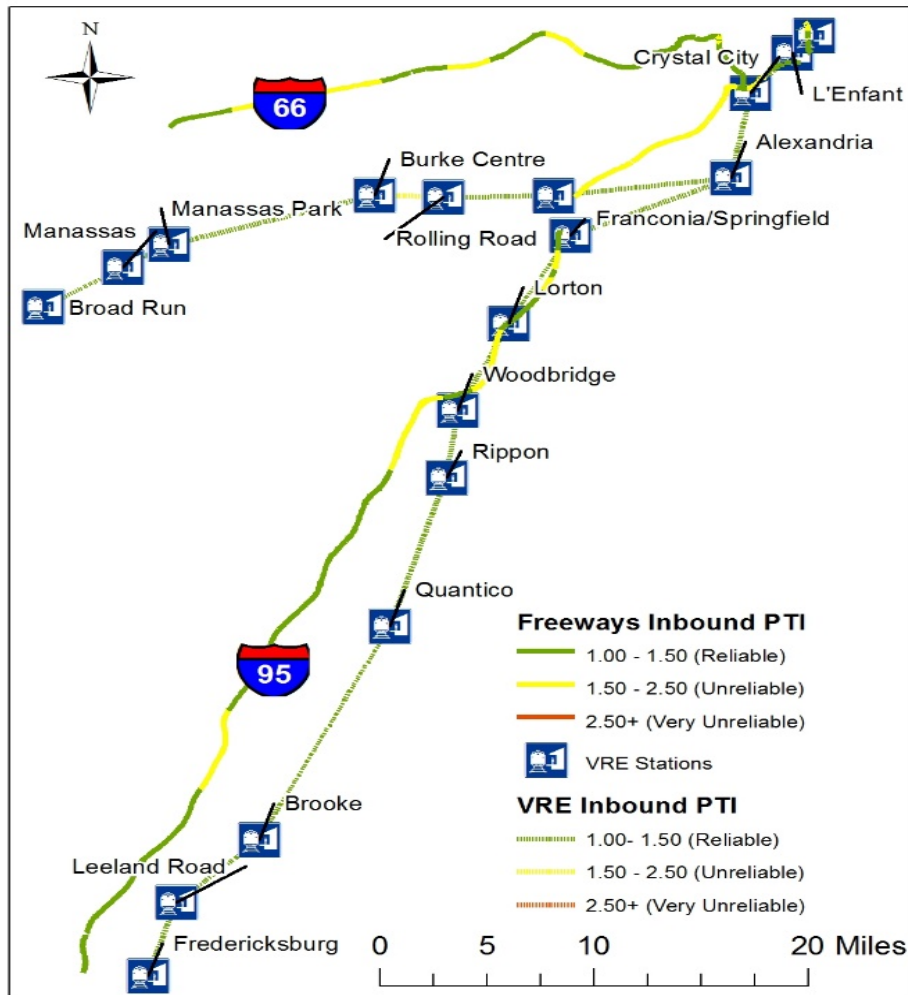 N
Crystal City
66
L'Enfant
Alexandria
Burke Centre
Manassas Park
Manassas
Rolling Road
Franconia/Springfield
Broad Run
Lorton
Woodbridge
Rippon
Quantico
Freeways Inbound PTI
1.00 - 1.50 (Reliable)
95
1.50 - 2.50 (Unreliable)
2.50+ (Very Unreliable)
VRE Stations
Brooke
VRE Inbound PTI
1.00- 1.50 (Reliable)
Leeland Road
1.50 - 2.50 (Unreliable)
2.50+ (Very Unreliable)
Fredericksburg
0 5 10 20 Miles